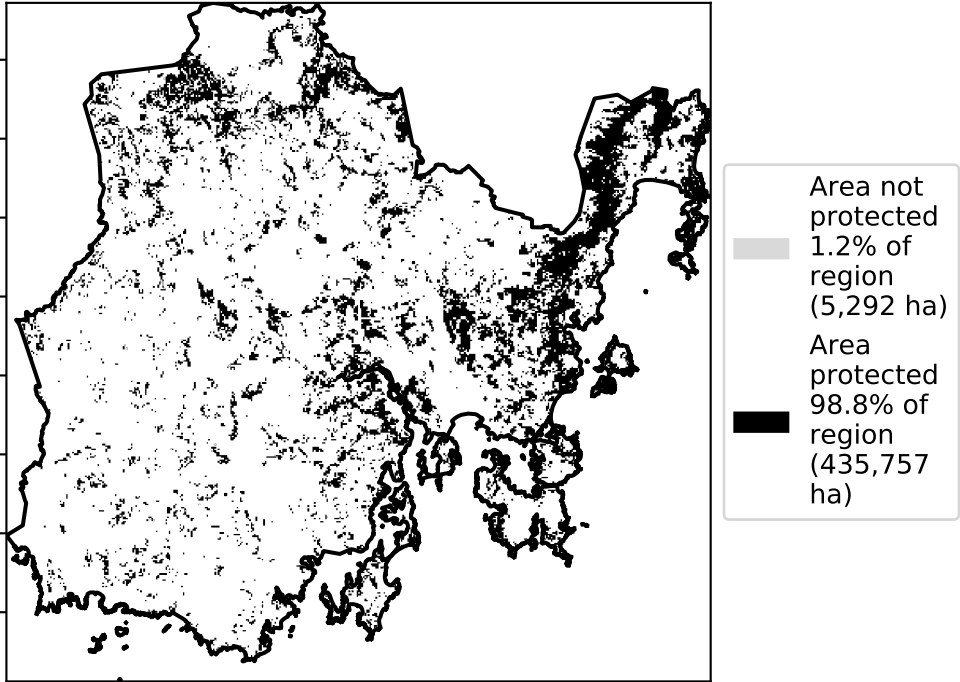 Area not
protected
1.2% of
region
(5,292 ha)
Area
protected
98.8% of
region
(435,757
ha)